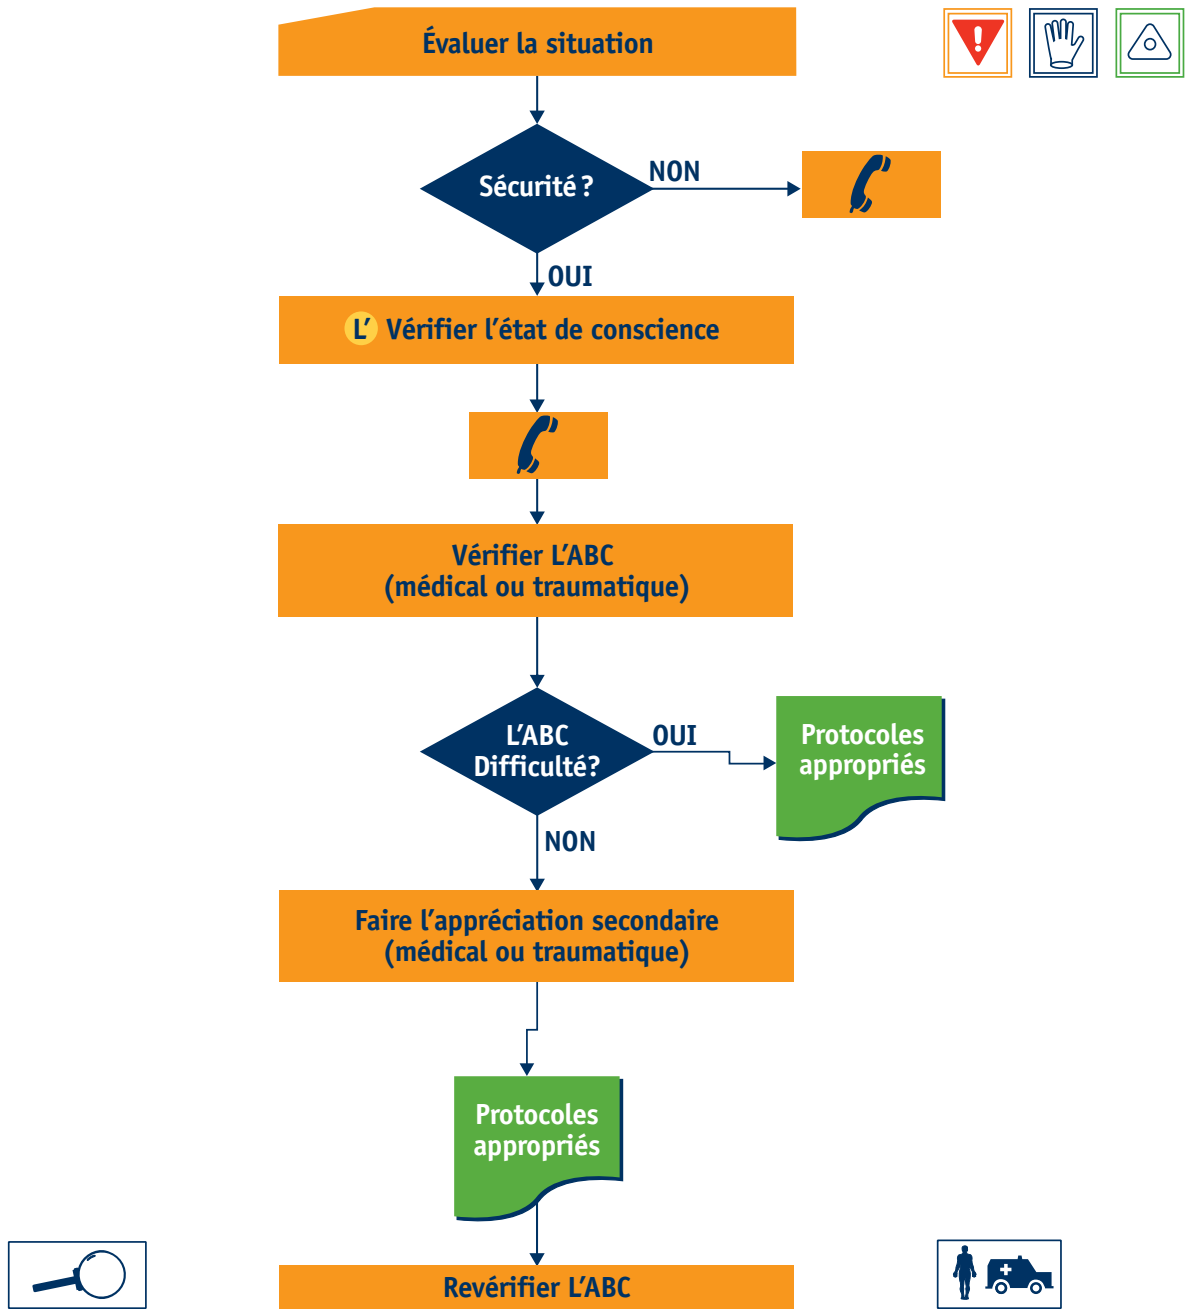 Évaluer la situation
Sécurité ?
NON
OUI
L' Vérifier l'état de conscience
Vérifier L'ABC
(médical ou traumatique)
L'ABC
Difficulté?
OUI
Protocoles
appropriés
NON
Faire l'appréciation secondaire
(médical ou traumatique)
Protocoles
appropriés
Revérifier L'ABC